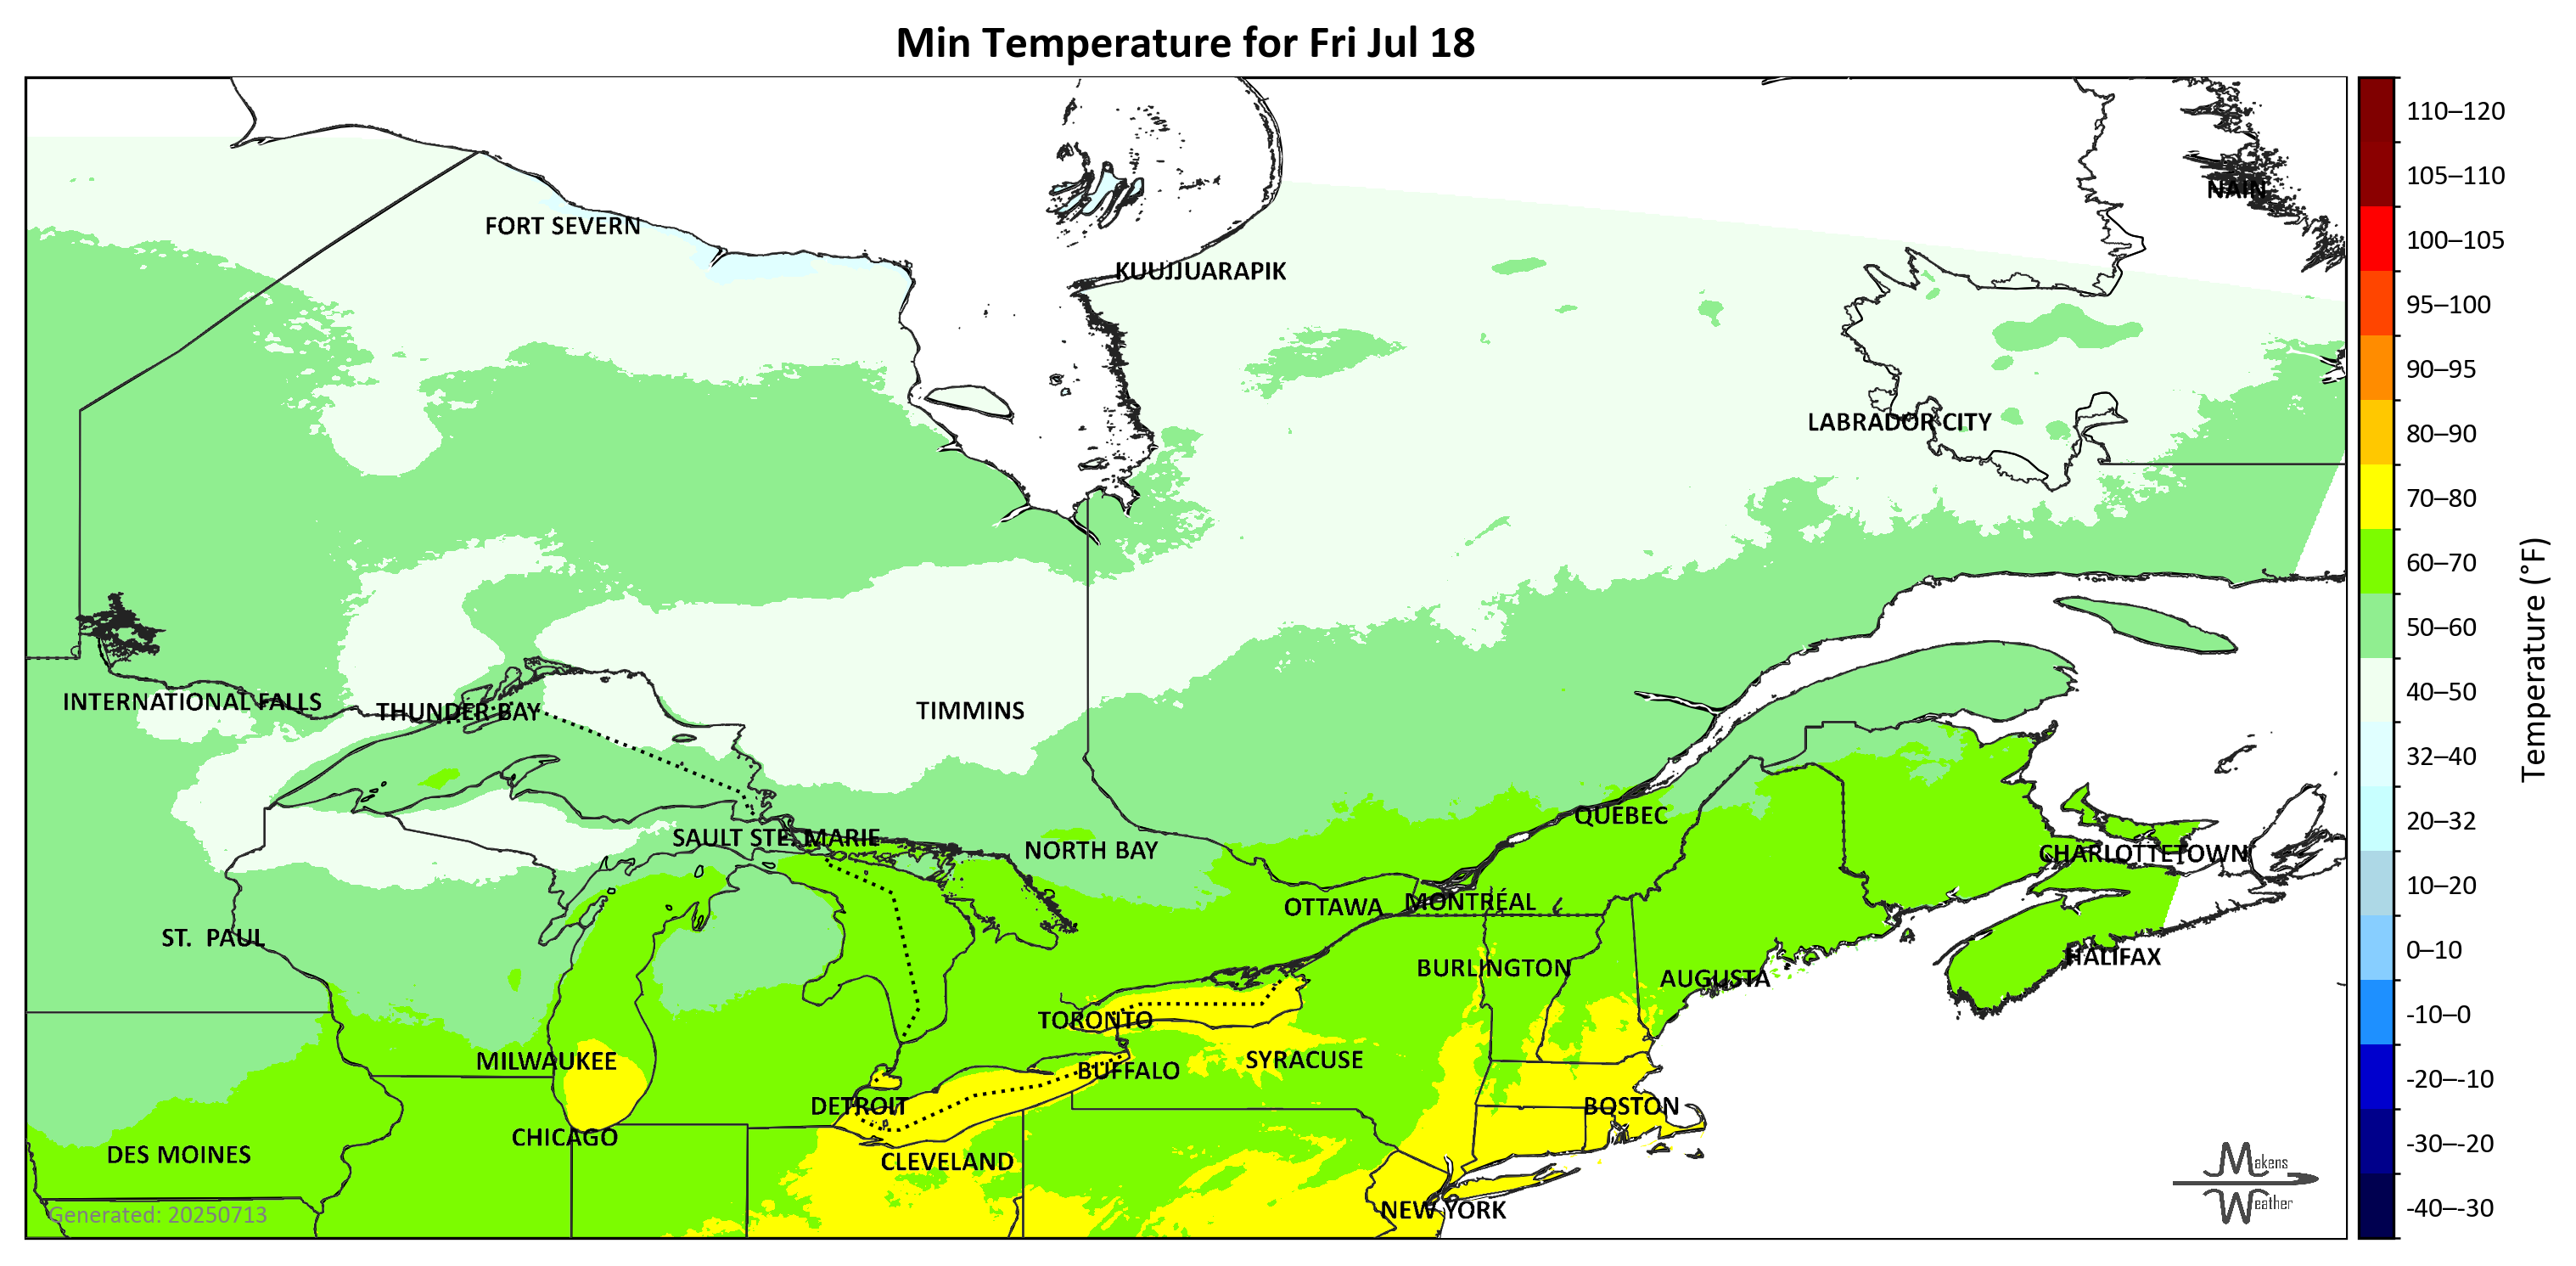 Min Temperature for Fri Jul 18
110–120
105–110
NAIN
FORT SEVERN
100–105
KUUJJUARAPIK
95–100
90–95
LABRADOR CITY
80–90
70–80
60–70
50–60
INTERNATIONAL FALLS
THUNDER BAY
TIMMINS
40–50
32–40
Temperature (°F)
QUÉBEC
20–32
SAULT STE. MARIE
NORTH BAY
CHARLOTTETOWN
10–20
OTTAWA
MONTRÉAL
ST.  PAUL
0–10
HALIFAX
BURLINGTON
AUGUSTA
-10–0
TORONTO
MILWAUKEE
SYRACUSE
BUFFALO
-20–-10
DETROIT
BOSTON
CHICAGO
-30–-20
DES MOINES
CLEVELAND
Makens
Weather
NEW YORK
-40–-30
Generated: 20250713